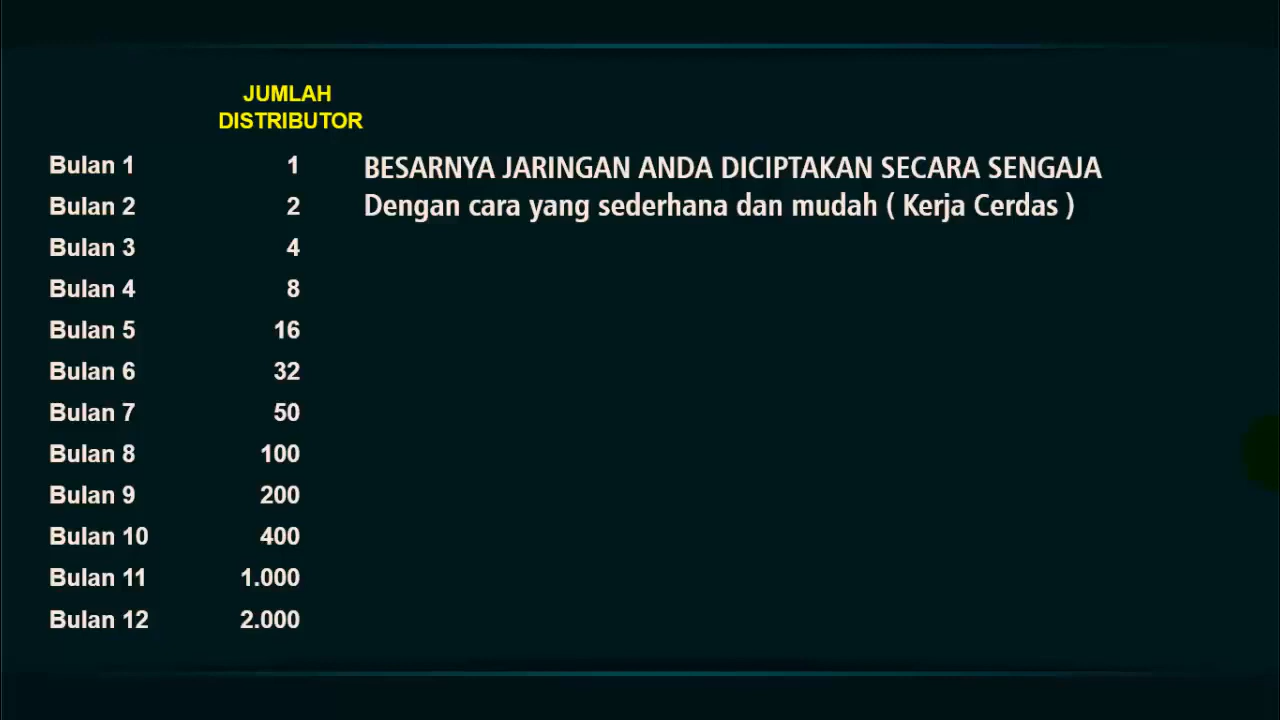 JUMLAH
DISTRIBUTOR
Bulan 1 1 BESARNYA JARINGAN ANDA DICIPTAKAN SECARA SENGAJA
Bulan 2 2 Dengan cara yang sederhana dan mudah ( Kerja Cerdas )
Bulan 3 4
Bulan 4 8
Bulan 5 16
Bulan 6 32
Bulan 7 50
Bulan 8 100
Bulan 9 200
Bulan 10 400
Bulan 11 1.000
Bulan 12 2.000